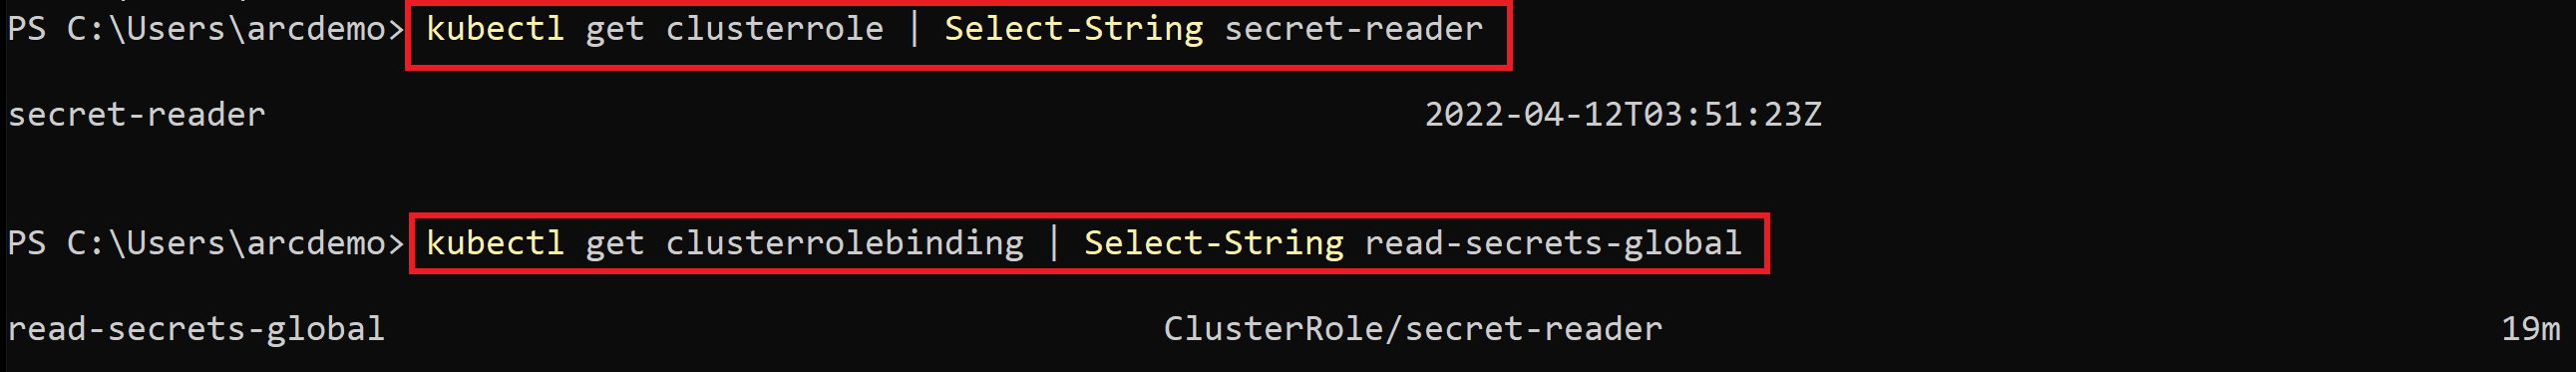 PS C:\Users\arcdemo> kubectl get clusterrole | Select-String secret-reader
secret-reader 2022-04-12T03:51:23Z
PS C:\Users\arcdemo> kubectl get clusterrolebinding | Select-String read-secrets-global
read-secrets-global ClusterRole/secret-reader 19m